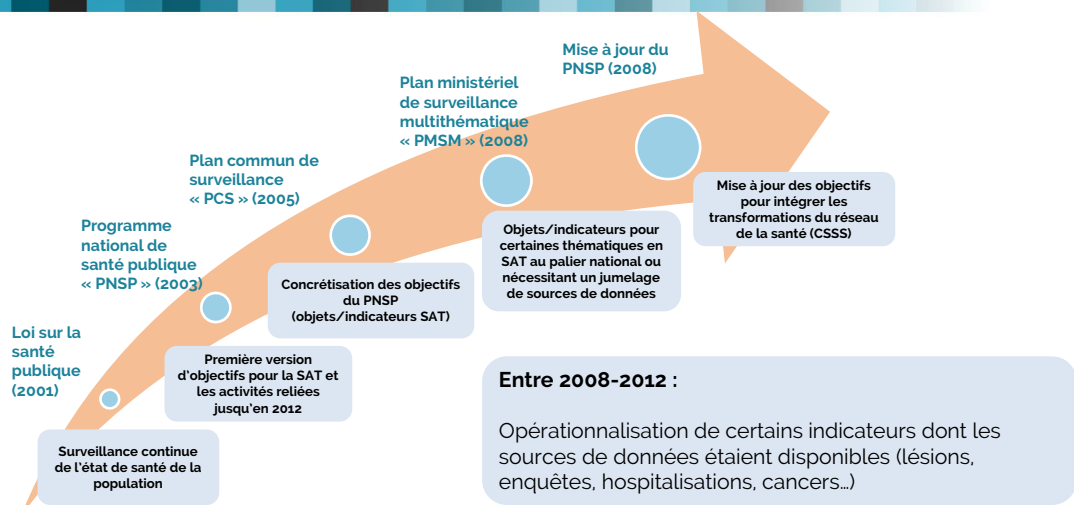 Loi sur la
santé
publique
(2001)
Surveillance continue
de l'état de santé de la
population
Programme
national de
santé publique
« PNSP » (2003)
Première version
d'objectifs pour la SAT et
les activités reliées
jusqu'en 2012
Plan commun de
surveillance
« PCS » (2005)
Concrétisation des objectifs
du PNSP
(objets/indicateurs SAT)
Plan ministériel
de surveillance
multithématique
« PMSM » (2008)
Objets/indicateurs pour
certaines thématiques en
SAT au palier national ou
nécessitant un jumelage
de sources de données
Mise à jour du
PNSP (2008)
Mise à jour des objectifs
pour intégrer les
transformations du réseau
de la santé (CSSS)
Entre 2008-2012 :
Opérationnalisation de certains indicateurs dont les
sources de données étaient disponibles (lésions,
enquêtes, hospitalisations, cancers…)